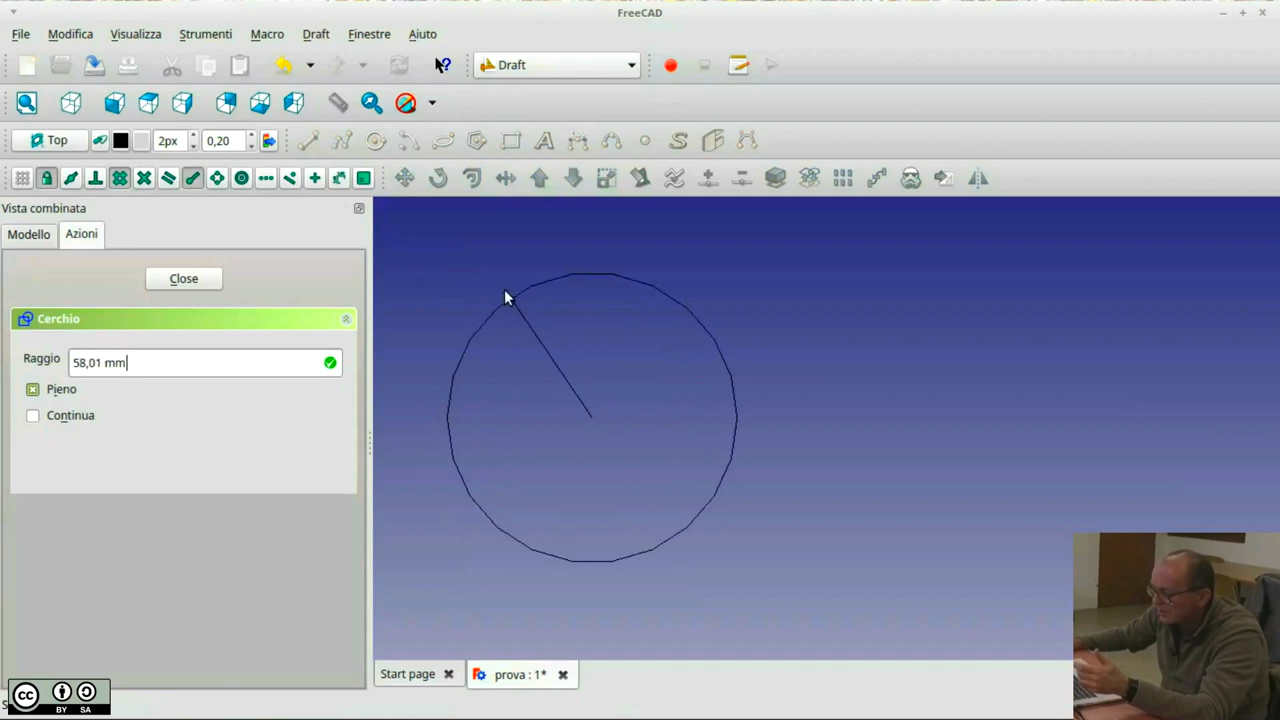 FreeCAD
File Modifica Visualizza Strumenti Macro Draft Finestre Aiuto
Draft
Top 2px 0,20
Vista combinata
Modello Azioni
Close
Cerchio
Raggio 58,01 mm
Pieno
Continua
Start page prova : 1*
cc BY SA